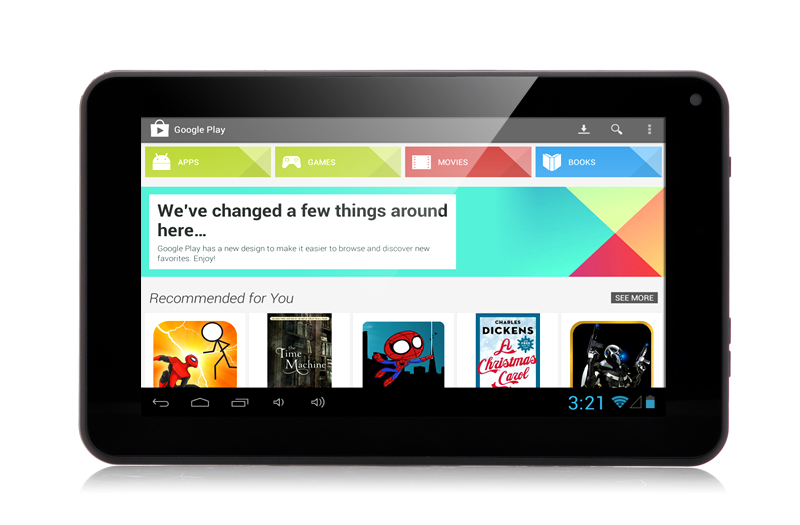 Google Play
APPS
GAMES
MOVIES
BOOKS
We've changed a few things around
here...
Google Play has a new design to make it easier to browse and discover new
favorites. Enjoy!
Recommended for You
SEE MORE
the
Time
Machine
CHARLES
DICKENS
A
Christmas
Carol
3:21